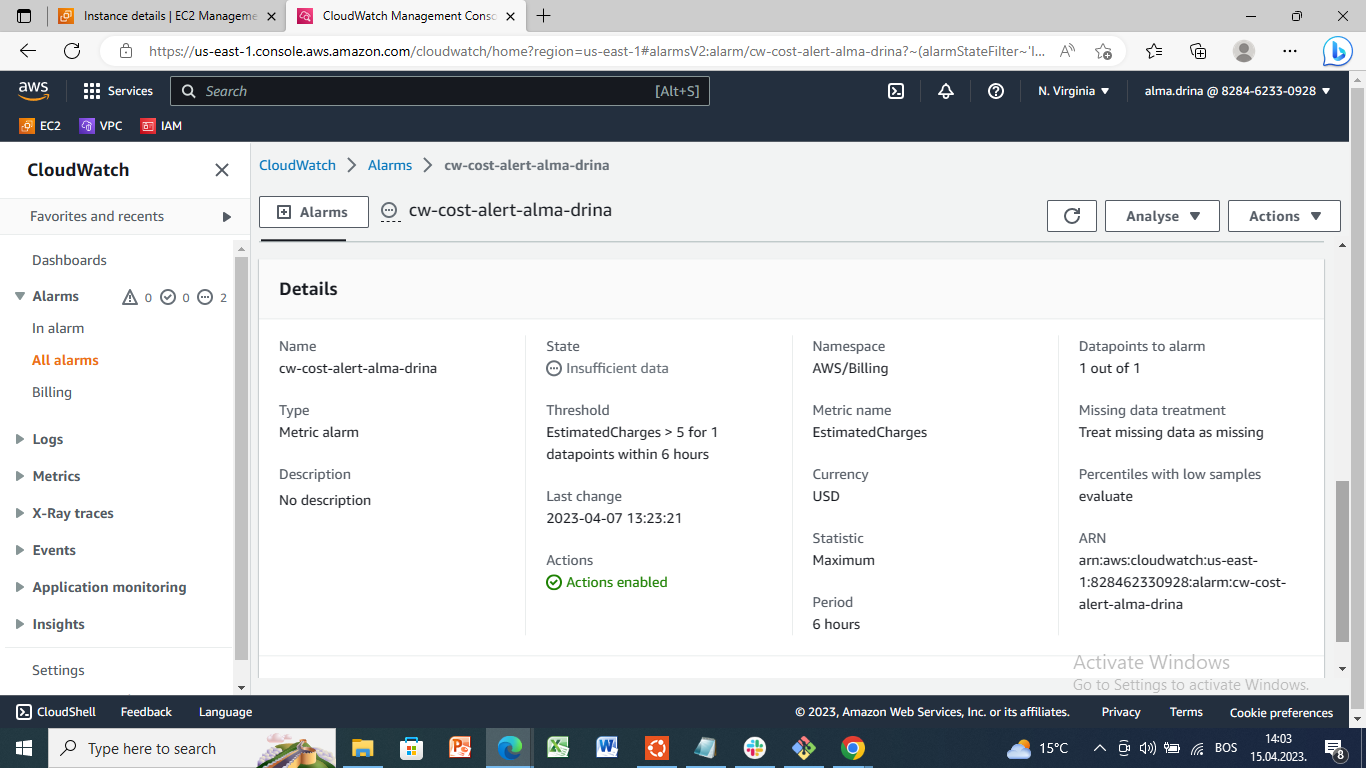 Instance details | EC2 Manageme
CloudWatch Management Conso
https://us-east-1.console.aws.amazon.com/cloudwatch/home?region=us-east-1#alarmsV2:alarm/cw-cost-alert-alma-drina?~(alarmStateFilter~'I...
aws
Services
Search
[Alt+S]
N. Virginia
alma.drina @ 8284-6233-0928
EC2
VPC
IAM
CloudWatch
Favorites and recents
Dashboards
Alarms 0 0 2
In alarm
All alarms
Billing
Logs
Metrics
X-Ray traces
Events
Application monitoring
Insights
Settings
CloudWatch
Alarms
cw-cost-alert-alma-drina
Alarms
cw-cost-alert-alma-drina
Analyse
Actions
Details
Name
cw-cost-alert-alma-drina
Type
Metric alarm
Description
No description
State
Insufficient data
Threshold
EstimatedCharges > 5 for 1
datapoints within 6 hours
Last change
2023-04-07 13:23:21
Actions
Actions enabled
Namespace
AWS/Billing
Metric name
EstimatedCharges
Currency
USD
Statistic
Maximum
Period
6 hours
Datapoints to alarm
1 out of 1
Missing data treatment
Treat missing data as missing
Percentiles with low samples
evaluate
ARN
arn:aws:cloudwatch:us-east-
1:828462330928:alarm:cw-cost-
alert-alma-drina
Activate Windows
Go to Settings to activate Windows.
CloudShell
Feedback
Language
© 2023, Amazon Web Services, Inc. or its affiliates.
Privacy
Terms
Cookie preferences
Type here to search
15°C
BOS
14:03
15.04.2023.
8